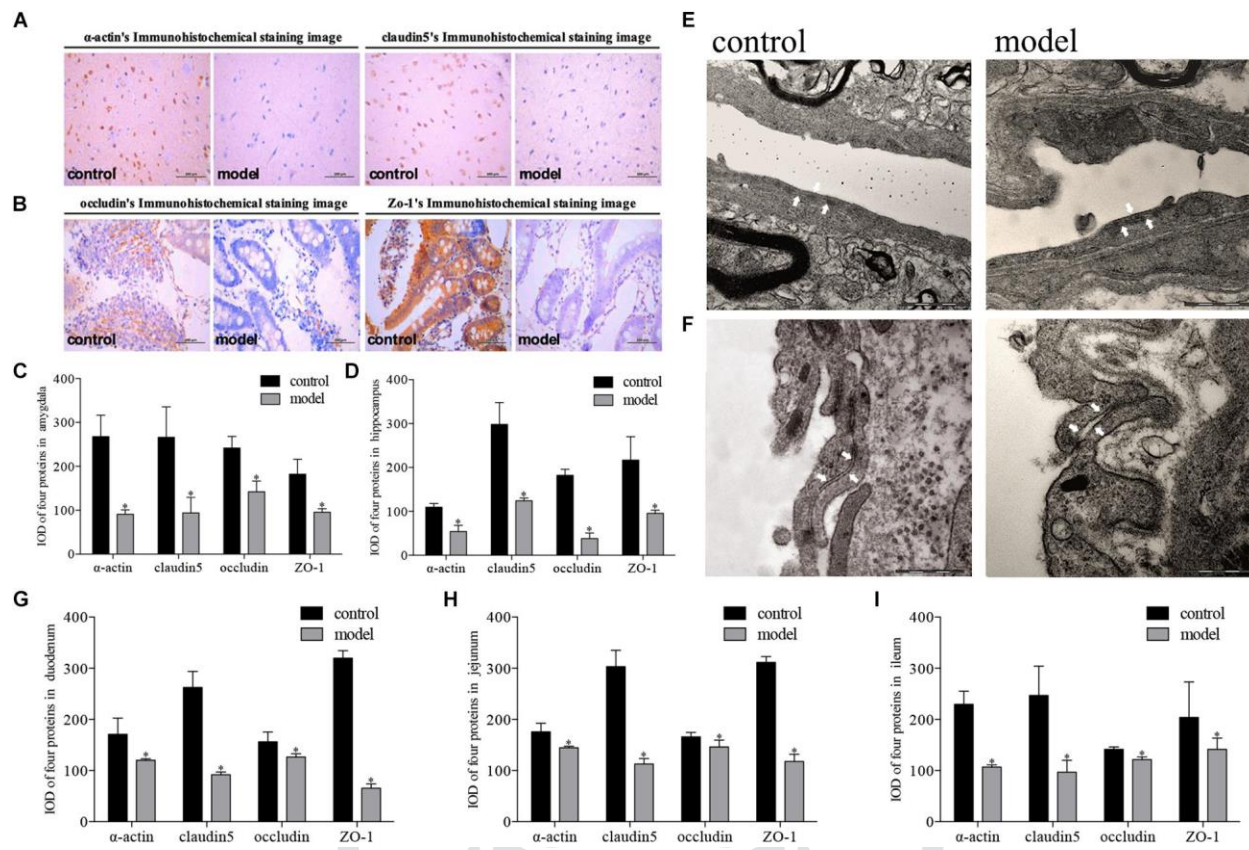 A
α-actin's Immunohistochemical staining image
claudin5's Immunohistochemical staining image
control
model
control
model
B
occludin's Immunohistochemical staining image
Zo-1's Immunohistochemical staining image
control
model
control
model
C
IOD of four proteins in amygdala
400
300
200
100
0
control
model
*
*
*
*
α-actin claudin5 occludin ZO-1
D
IOD of four proteins in hippocampus
400
300
200
100
0
control
model
*
*
*
*
α-actin claudin5 occludin ZO-1
E
control
model
F
G
IOD of four proteins in duodenum
400
300
200
100
0
control
model
*
*
*
*
α-actin claudin5 occludin ZO-1
H
IOD of four proteins in jejunum
400
300
200
100
0
control
model
*
*
*
*
α-actin claudin5 occludin ZO-1
I
IOD of four proteins in ileum
400
300
200
100
0
control
model
*
*
*
*
α-actin claudin5 occludin ZO-1